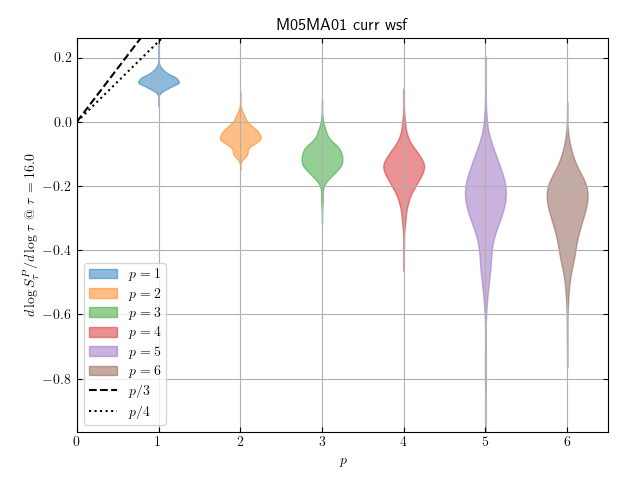 M05MA01 curr wsf
d log S_τ^P / d log τ @ τ = 16.0
0.2
0.0
−0.2
−0.4
−0.6
−0.8
p = 1
p = 2
p = 3
p = 4
p = 5
p = 6
p/3
p/4
0 1 2 3 4 5 6
p